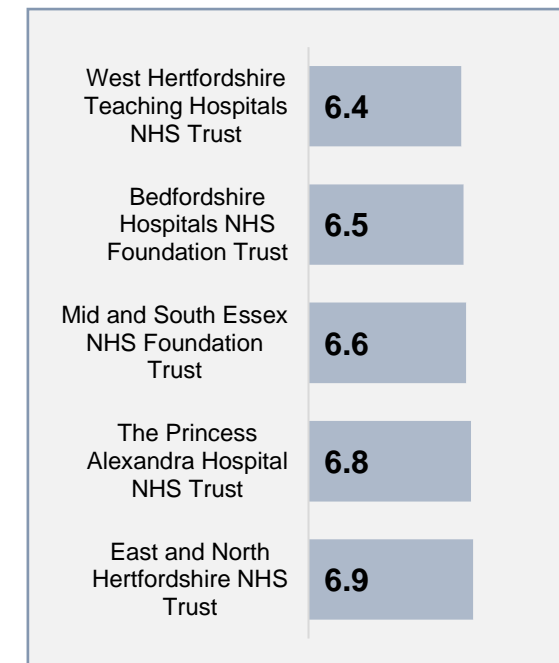 West Hertfordshire
Teaching Hospitals
NHS Trust
6.4
Bedfordshire
Hospitals NHS
Foundation Trust
6.5
Mid and South Essex
NHS Foundation
Trust
6.6
The Princess
Alexandra Hospital
NHS Trust
6.8
East and North
Hertfordshire NHS
Trust
6.9